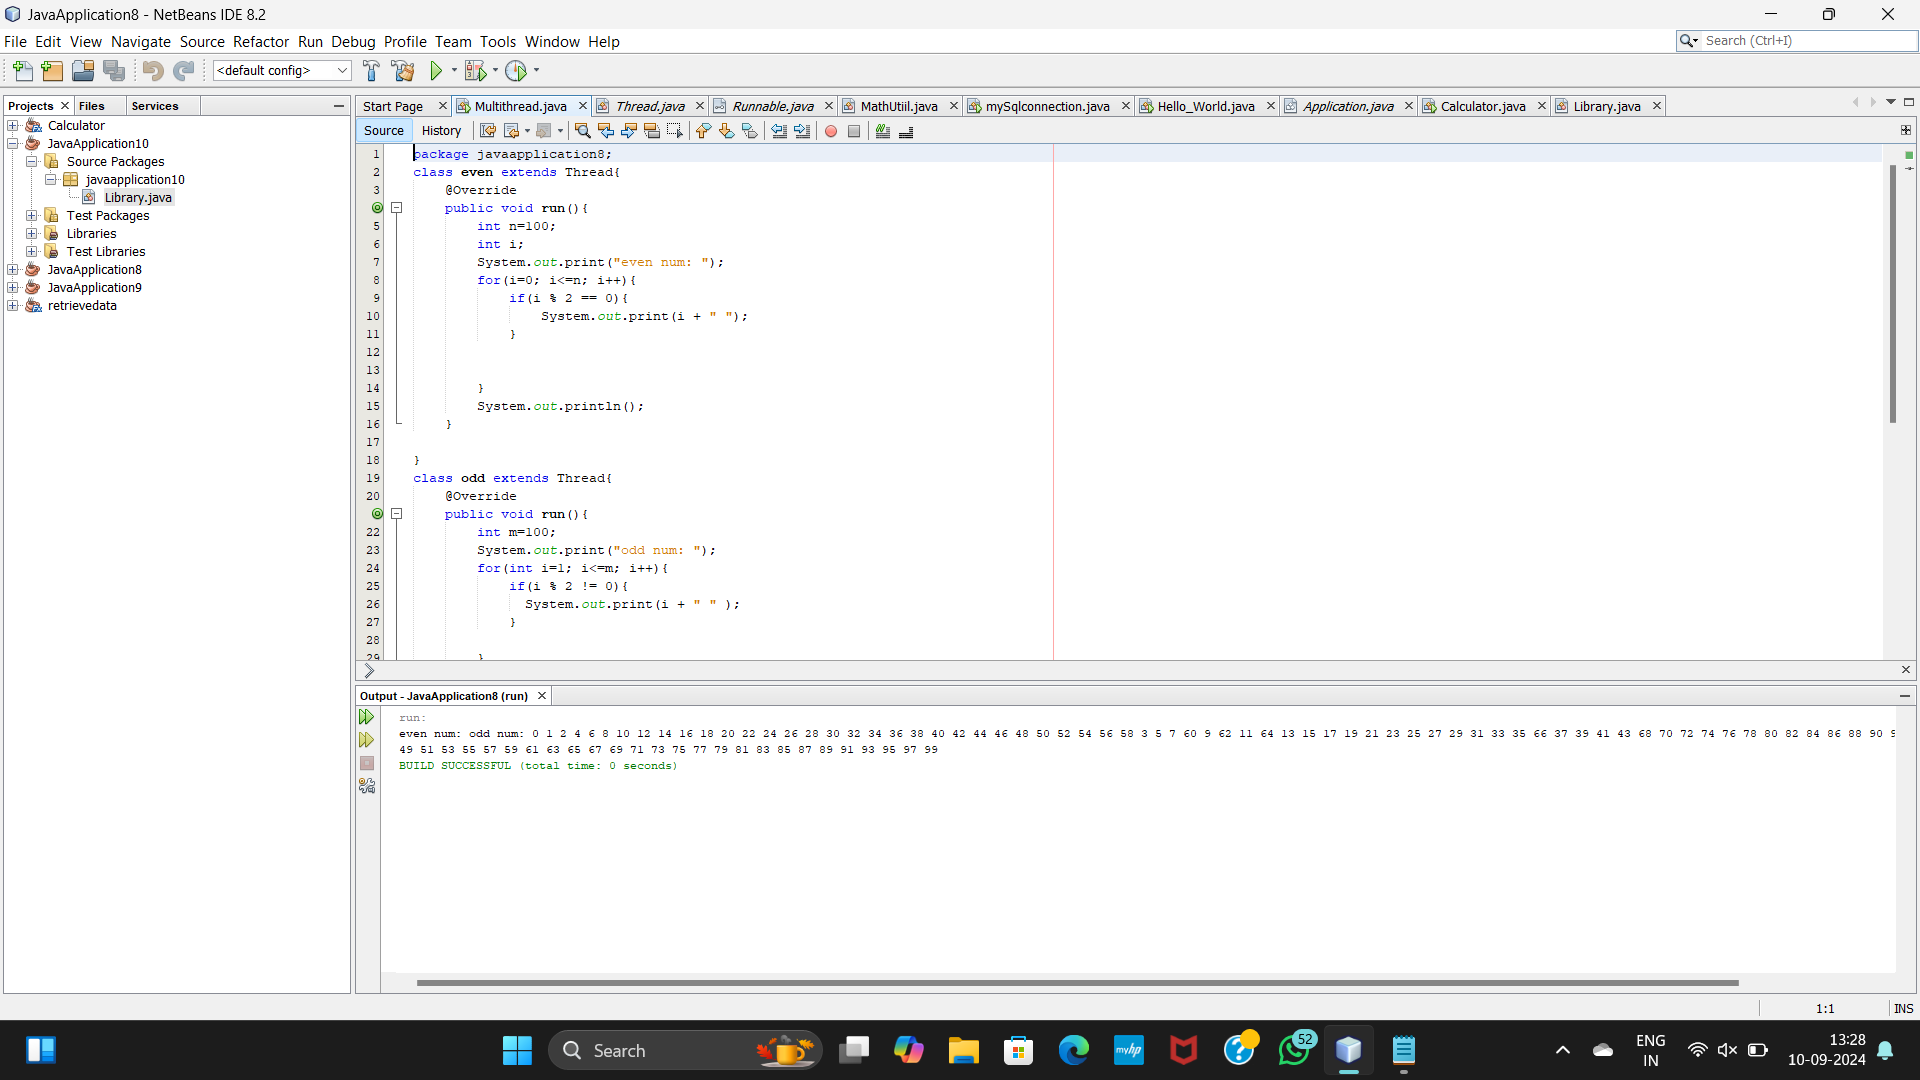 JavaApplication8 - NetBeans IDE 8.2
File Edit View Navigate Source Refactor Run Debug Profile Team Tools Window Help
Search (Ctrl+I)
<default config>
Projects Files Services
Start Page Multithread.java Thread.java Runnable.java MathUtiil.java mySqlconnection.java Hello_World.java Application.java Calculator.java Library.java
Calculator
JavaApplication10
Source Packages
javaapplication10
Library.java
Test Packages
Libraries
Test Libraries
JavaApplication8
JavaApplication9
retrievedata
Source History
1 package javaapplication8;
2 class even extends Thread{
3 @Override
public void run(){
5 int n=100;
6 int i;
7 System.out.print("even num: ");
8 for(i=0; i<=n; i++){
9 if(i % 2 == 0){
10 System.out.print(i + " ");
11 }
12
13
14 }
15 System.out.println();
16 }
17
18 }
19 class odd extends Thread{
20 @Override
public void run(){
22 int m=100;
23 System.out.print("odd num: ");
24 for(int i=1; i<=m; i++){
25 if(i % 2 != 0){
26 System.out.print(i + " " );
27 }
28
29 }
Output - JavaApplication8 (run)
run:
even num: odd num: 0 1 2 4 6 8 10 12 14 16 18 20 22 24 26 28 30 32 34 36 38 40 42 44 46 48 50 52 54 56 58 3 5 7 60 9 62 11 64 13 15 17 19 21 23 25 27 29 31 33 35 66 37 39 41 43 68 70 72 74 76 78 80 82 84 86 88 90
49 51 53 55 57 59 61 63 65 67 69 71 73 75 77 79 81 83 85 87 89 91 93 95 97 99
BUILD SUCCESSFUL (total time: 0 seconds)
1:1 INS
Search
myhp
52
ENG
IN
13:28
10-09-2024